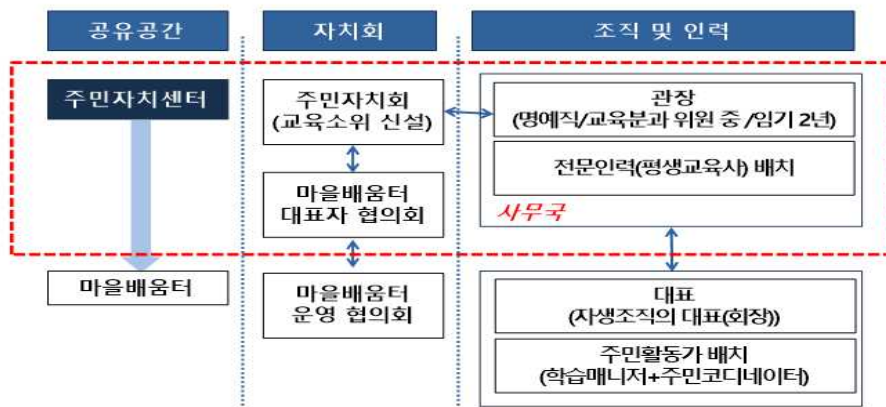 공유공간
자치회
조직 및 인력
주민자치센터
주민자치회
(교육소위 신설)
관장
(명예직/교육분과 위원 중 /임기 2년)
전문인력(평생교육사) 배치
사무국
마을배움터
대표자 협의회
마을배움터
마을배움터
운영 협의회
대표
(자생조직의 대표(회장))
주민활동가 배치
(학습매니저+주민코디네이터)